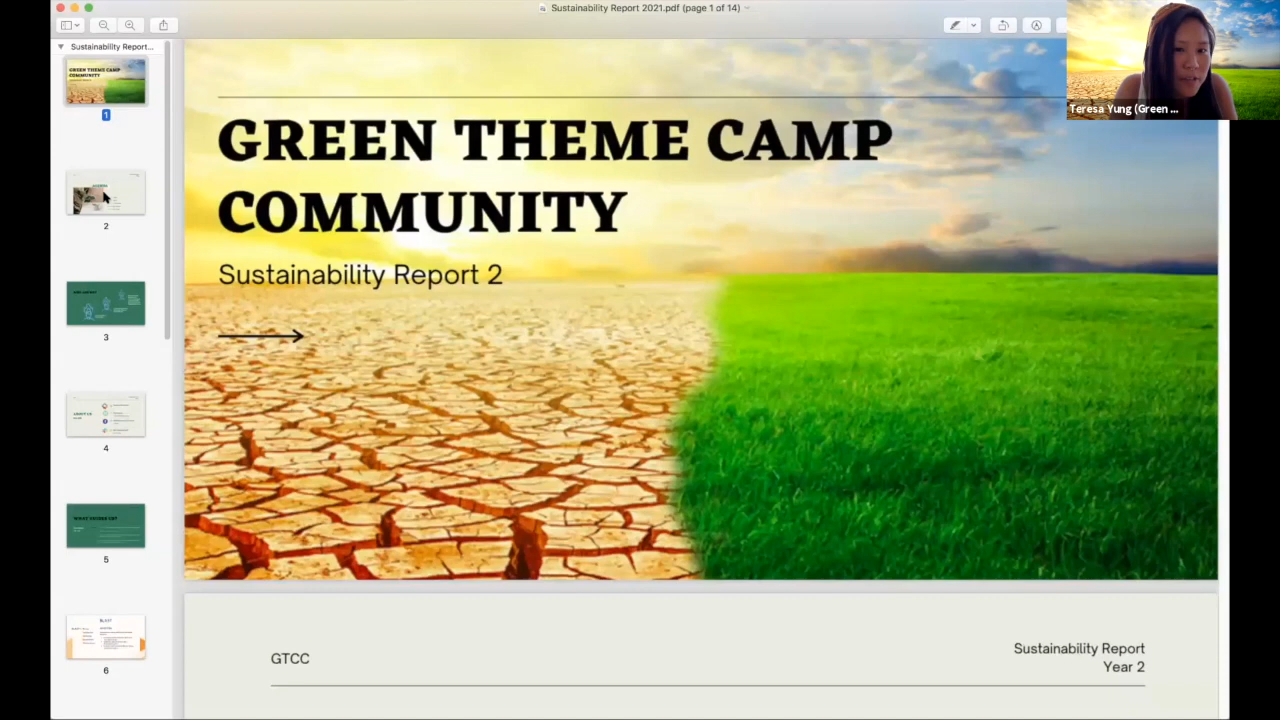 Sustainability Report 2021.pdf (page 1 of 14)
Sustainability Report...
GREEN THEME CAMP
COMMUNITY
Sustainability Report 2
Teresa Yung (Green ...
1
2
3
4
5
6
GTCC
Sustainability Report
Year 2